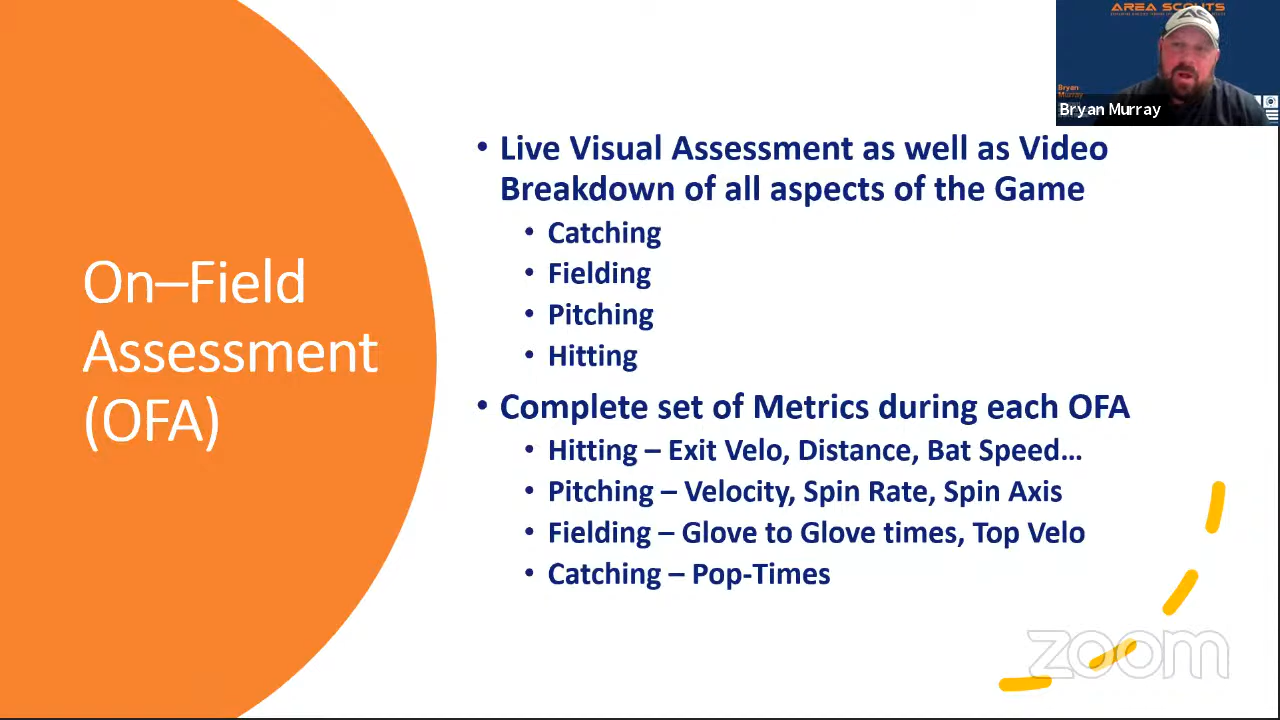 AREA SCOUTS
Bryan
Murray
Bryan Murray
On–Field
Assessment
(OFA)
• Live Visual Assessment as well as Video
Breakdown of all aspects of the Game
• Catching
• Fielding
• Pitching
• Hitting
• Complete set of Metrics during each OFA
• Hitting – Exit Velo, Distance, Bat Speed…
• Pitching – Velocity, Spin Rate, Spin Axis
• Fielding – Glove to Glove times, Top Velo
• Catching – Pop-Times
zoom